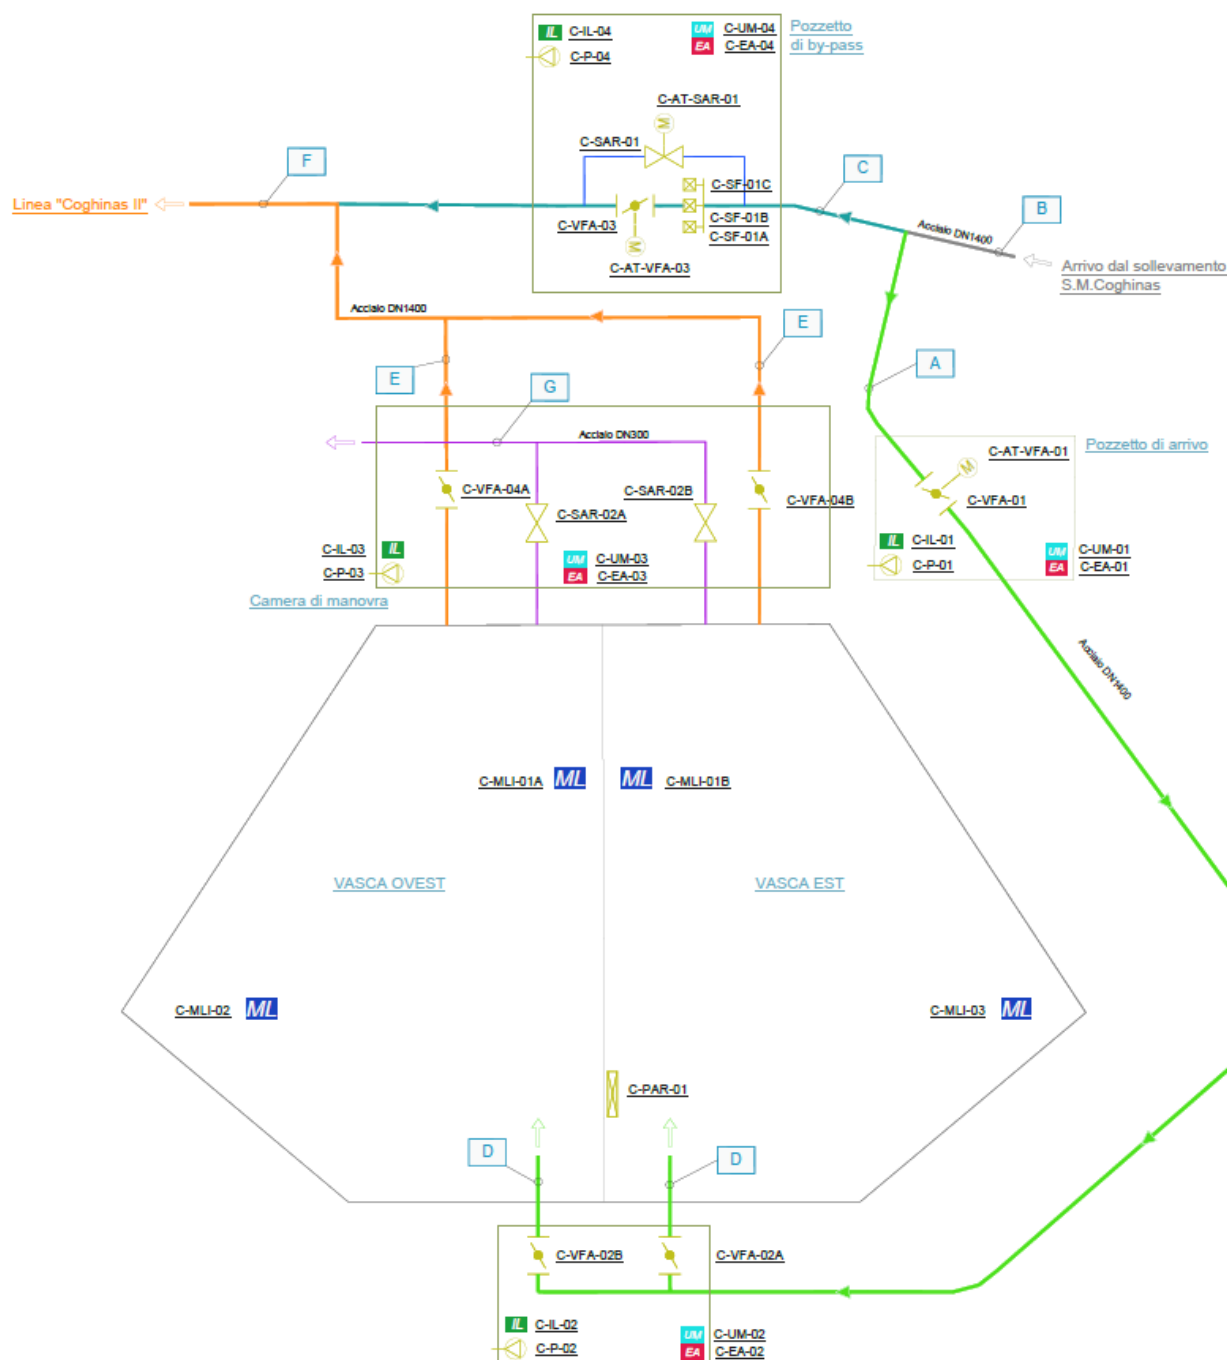 IL C-IL-04
C-P-04
UM C-UM-04
EA C-EA-04
Pozzetto
di by-pass
C-AT-SAR-01
M
C-SAR-01
C-SF-01C
C-SF-01B
C-SF-01A
C-VFA-03
M
C-AT-VFA-03
F
Linea "Coghinas II"
C
B
Acciaio DN1400
Arrivo dal sollevamento
S.M.Coghinas
Acciaio DN1400
E
E
A
G
Acciaio DN300
Pozzetto di arrivo
C-AT-VFA-01
M
C-VFA-01
C-VFA-04A
C-SAR-02B
C-VFA-04B
C-SAR-02A
C-IL-03 IL
C-P-03
UM C-UM-03
EA C-EA-03
IL C-IL-01
C-P-01
UM C-UM-01
EA C-EA-01
Camera di manovra
Acciaio DN1400
C-MLI-01A ML
ML C-MLI-01B
VASCA OVEST
VASCA EST
C-MLI-02 ML
C-MLI-03 ML
C-PAR-01
D
D
C-VFA-02B
C-VFA-02A
IL C-IL-02
C-P-02
UM C-UM-02
EA C-EA-02